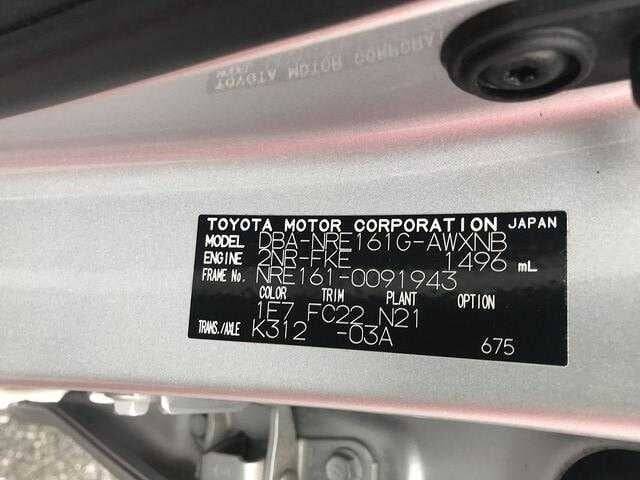 TOYOTA MOTOR CORPORATION JAPAN
MODEL DBA-NRE161G-AWXNB
ENGINE 2NR-FKE 1496 mL
FRAME No. NRE161-0091943
COLOR TRIM PLANT OPTION
1E7 FC22 N21
TRANS./AXLE K312 -03A
675